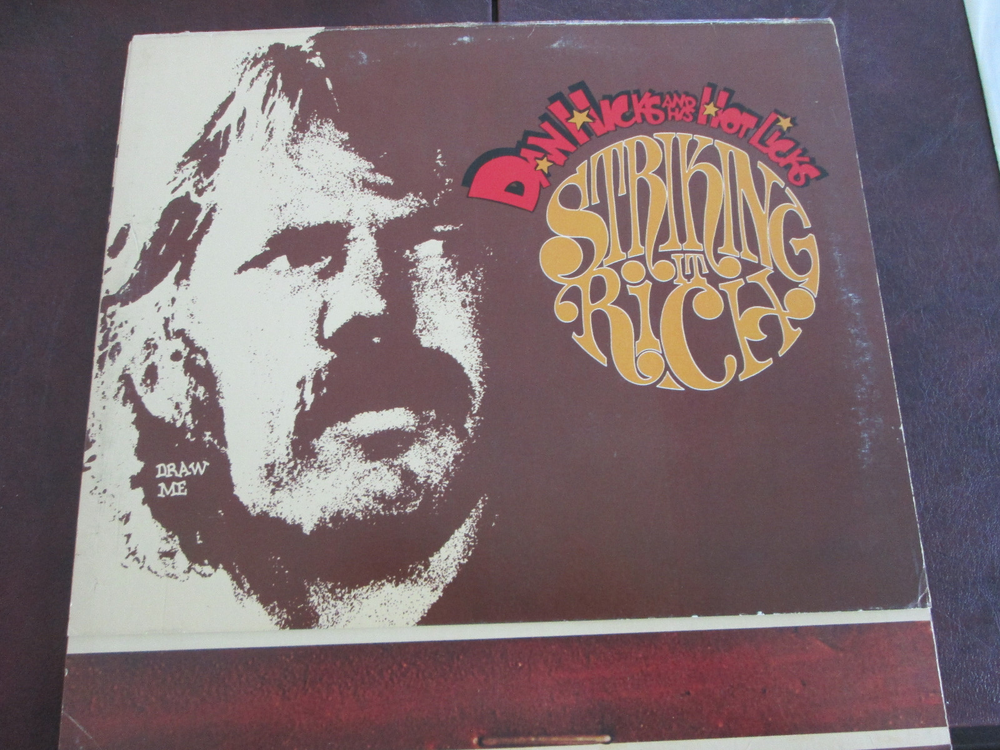 DAN HICKS AND HIS HOT LICKS
STRIKING
IT
RICH
DRAW
ME